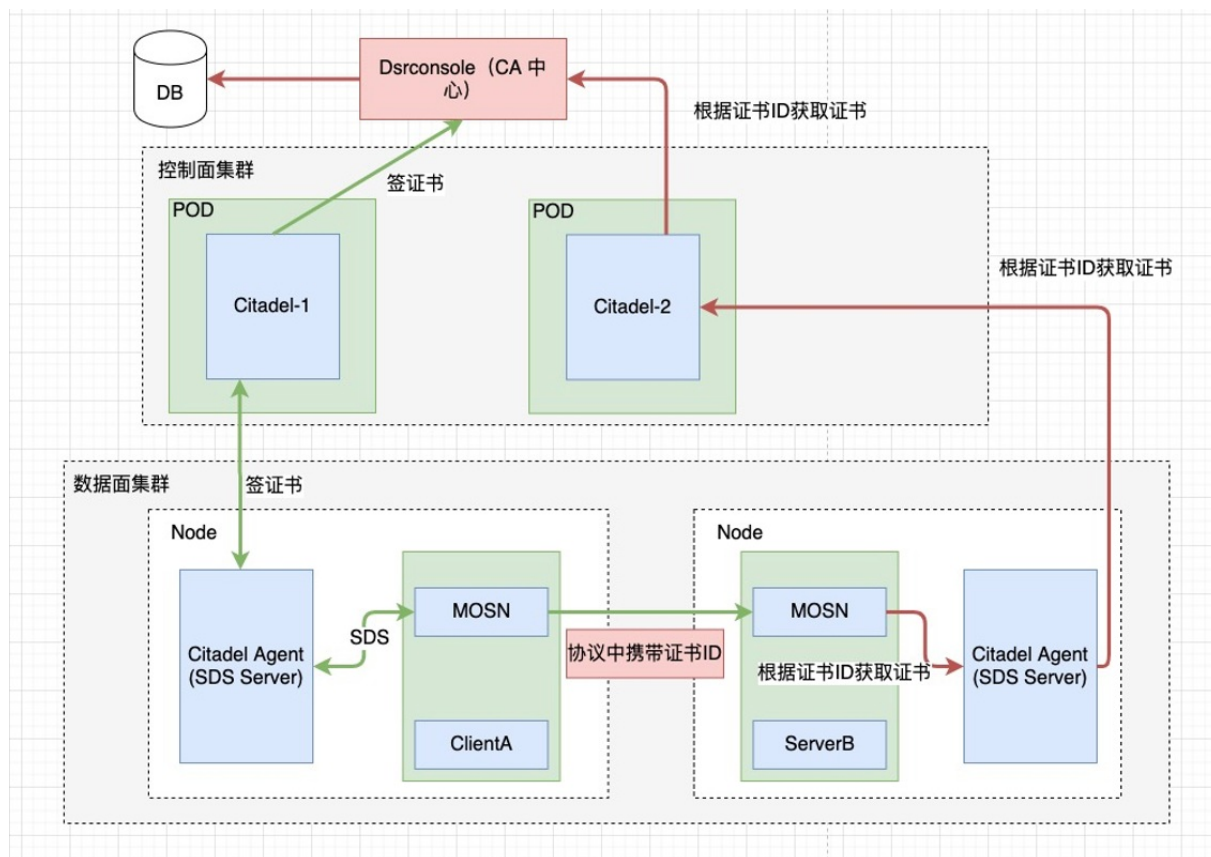 DB
Dsrconsole（CA 中
心）
根据证书ID获取证书
控制面集群
签证书
POD
POD
Citadel-1
Citadel-2
根据证书ID获取证书
数据面集群
签证书
Node
Node
MOSN
MOSN
SDS
Citadel Agent
(SDS Server)
协议中携带证书ID
根据证书ID获取证书
Citadel Agent
(SDS Server)
ClientA
ServerB